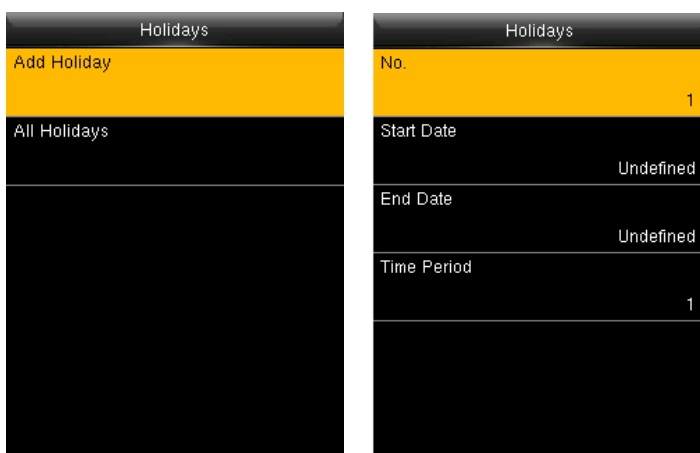 Holidays
Add Holiday
All Holidays
Holidays
No.
1
Start Date
Undefined
End Date
Undefined
Time Period
1